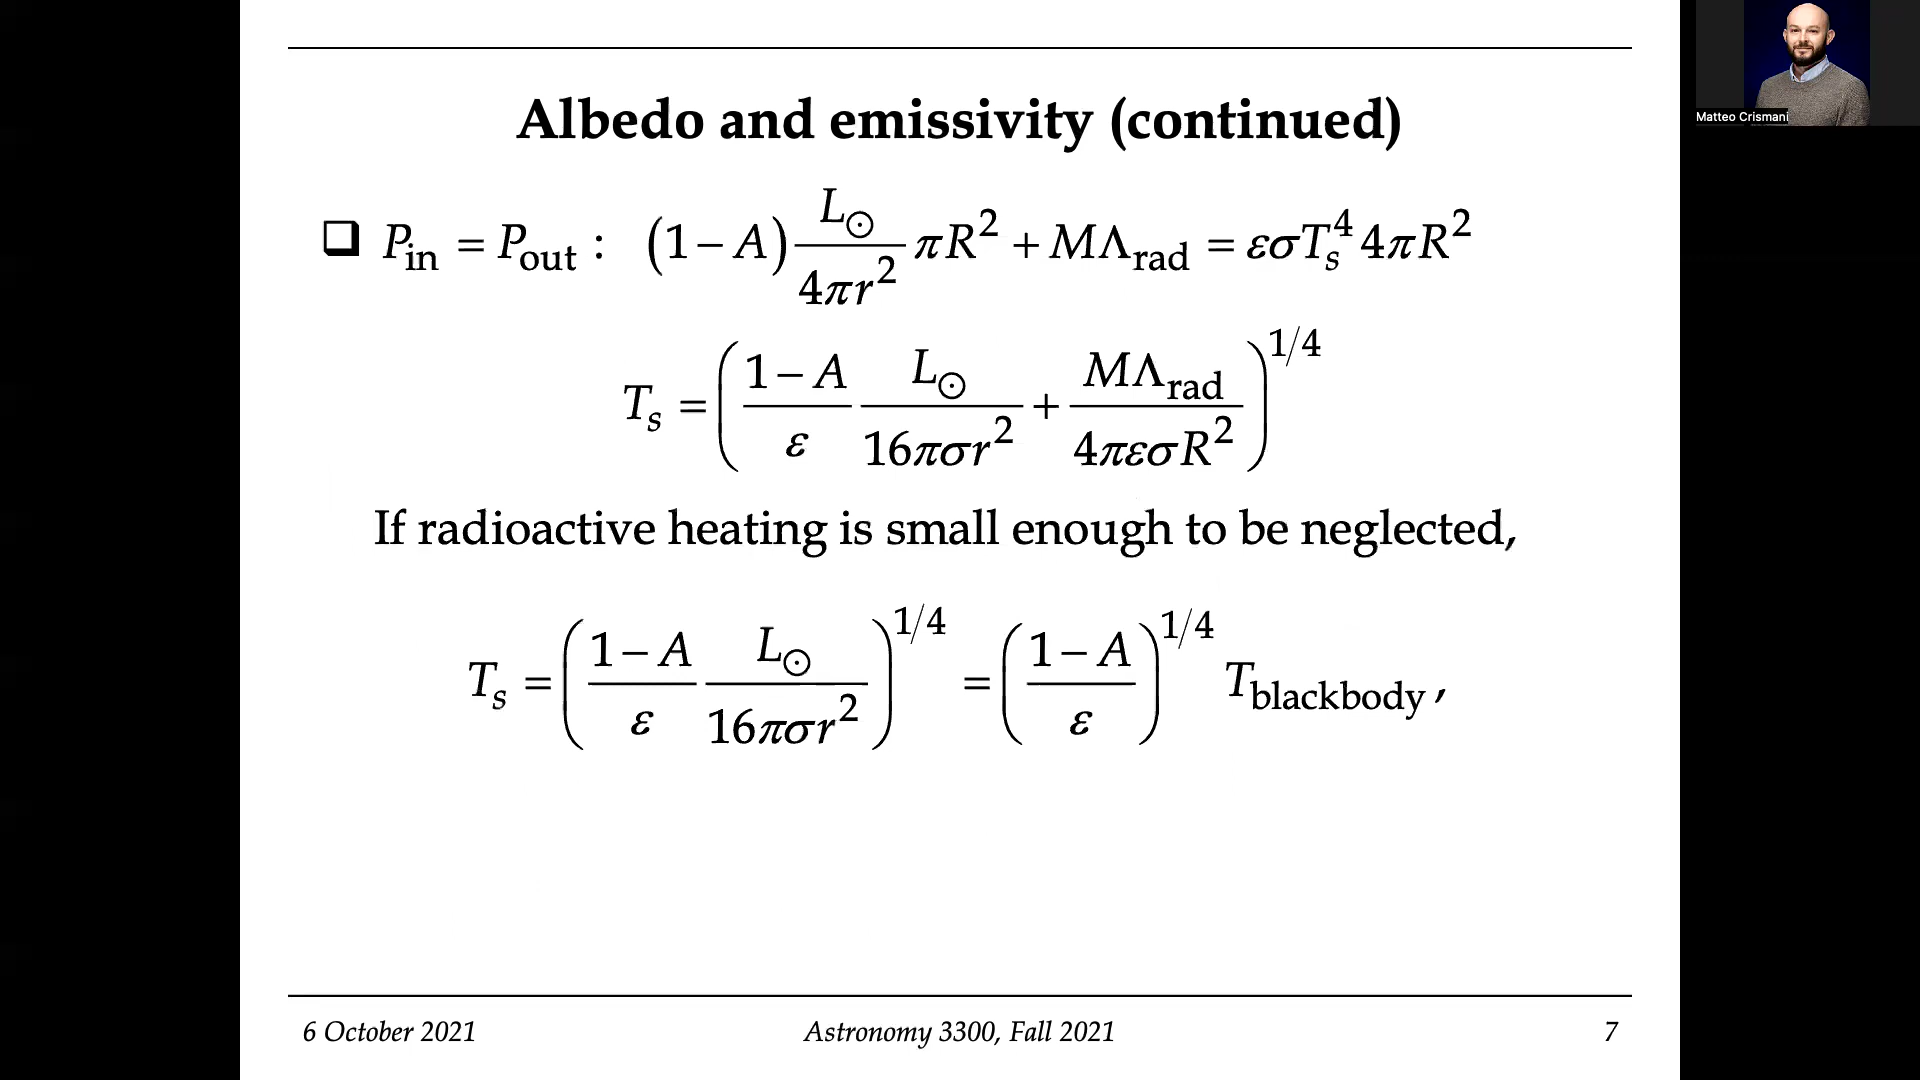 Matteo Crismani
Albedo and emissivity (continued)
❑ P_in = P_out : (1 − A) L_⊙/(4πr²) πR² + MΛ_rad = εσT_s⁴ 4πR²
T_s = ( (1 − A)/ε L_⊙/(16πσr²) + MΛ_rad/(4πεσR²) )^1/4
If radioactive heating is small enough to be neglected,
T_s = ( (1 − A)/ε L_⊙/(16πσr²) )^1/4 = ( (1 − A)/ε )^1/4 T_blackbody ,
6 October 2021
Astronomy 3300, Fall 2021
7